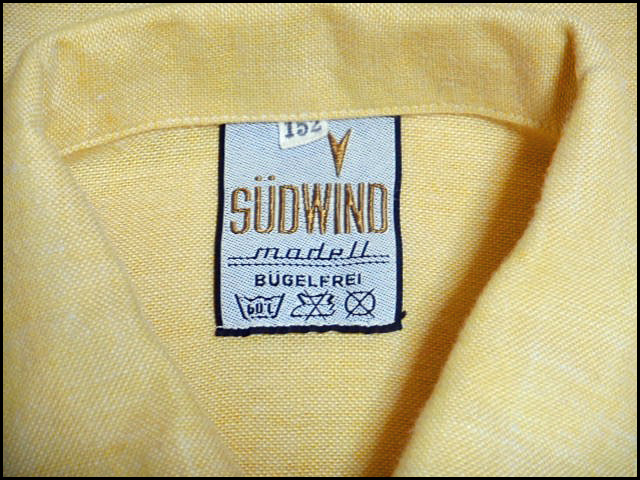 152
SÜDWIND
modell
BÜGELFREI
60°